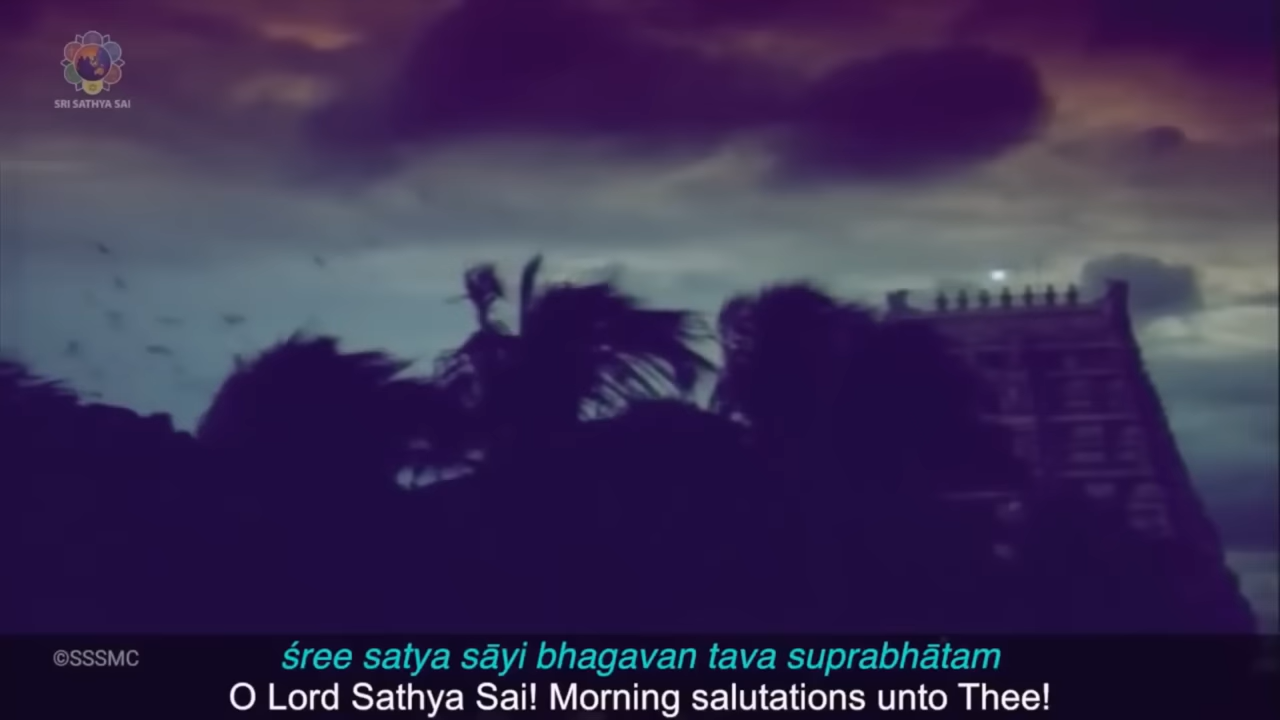 SRI SATHYA SAI
©SSSMC
śree satya sāyi bhagavan tava suprabhātam
O Lord Sathya Sai! Morning salutations unto Thee!